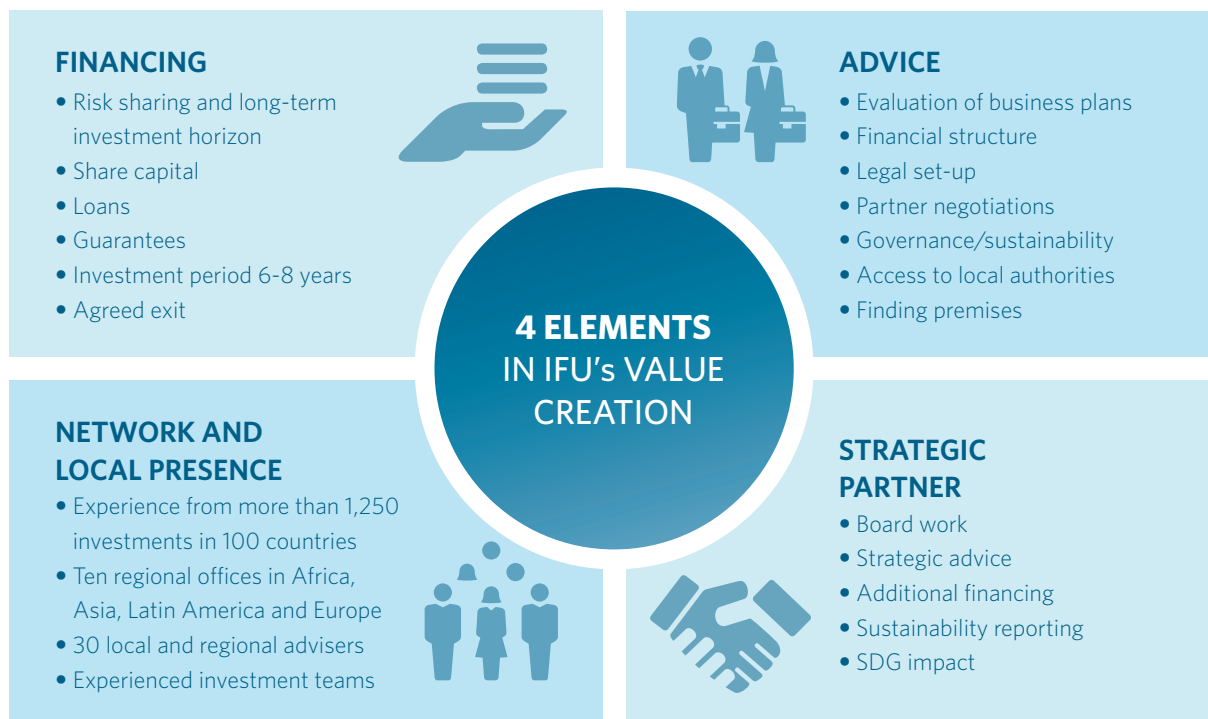 FINANCING
• Risk sharing and long-term
investment horizon
• Share capital
• Loans
• Guarantees
• Investment period 6-8 years
• Agreed exit
ADVICE
• Evaluation of business plans
• Financial structure
• Legal set-up
• Partner negotiations
• Governance/sustainability
• Access to local authorities
• Finding premises
4 ELEMENTS
IN IFU's VALUE
CREATION
NETWORK AND
LOCAL PRESENCE
• Experience from more than 1,250
investments in 100 countries
• Ten regional offices in Africa,
Asia, Latin America and Europe
• 30 local and regional advisers
• Experienced investment teams
STRATEGIC
PARTNER
• Board work
• Strategic advice
• Additional financing
• Sustainability reporting
• SDG impact